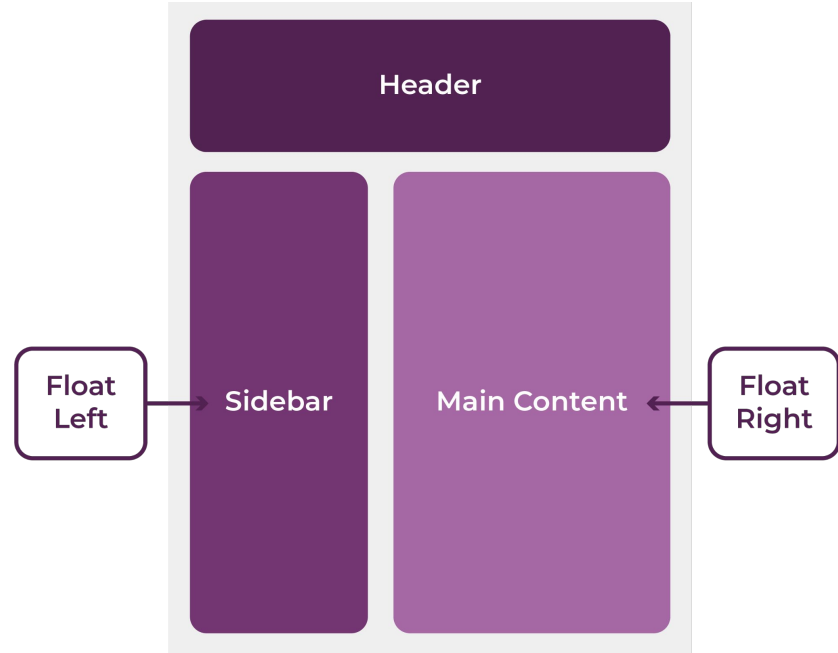 Header
Float
Left
Sidebar
Main Content
Float
Right